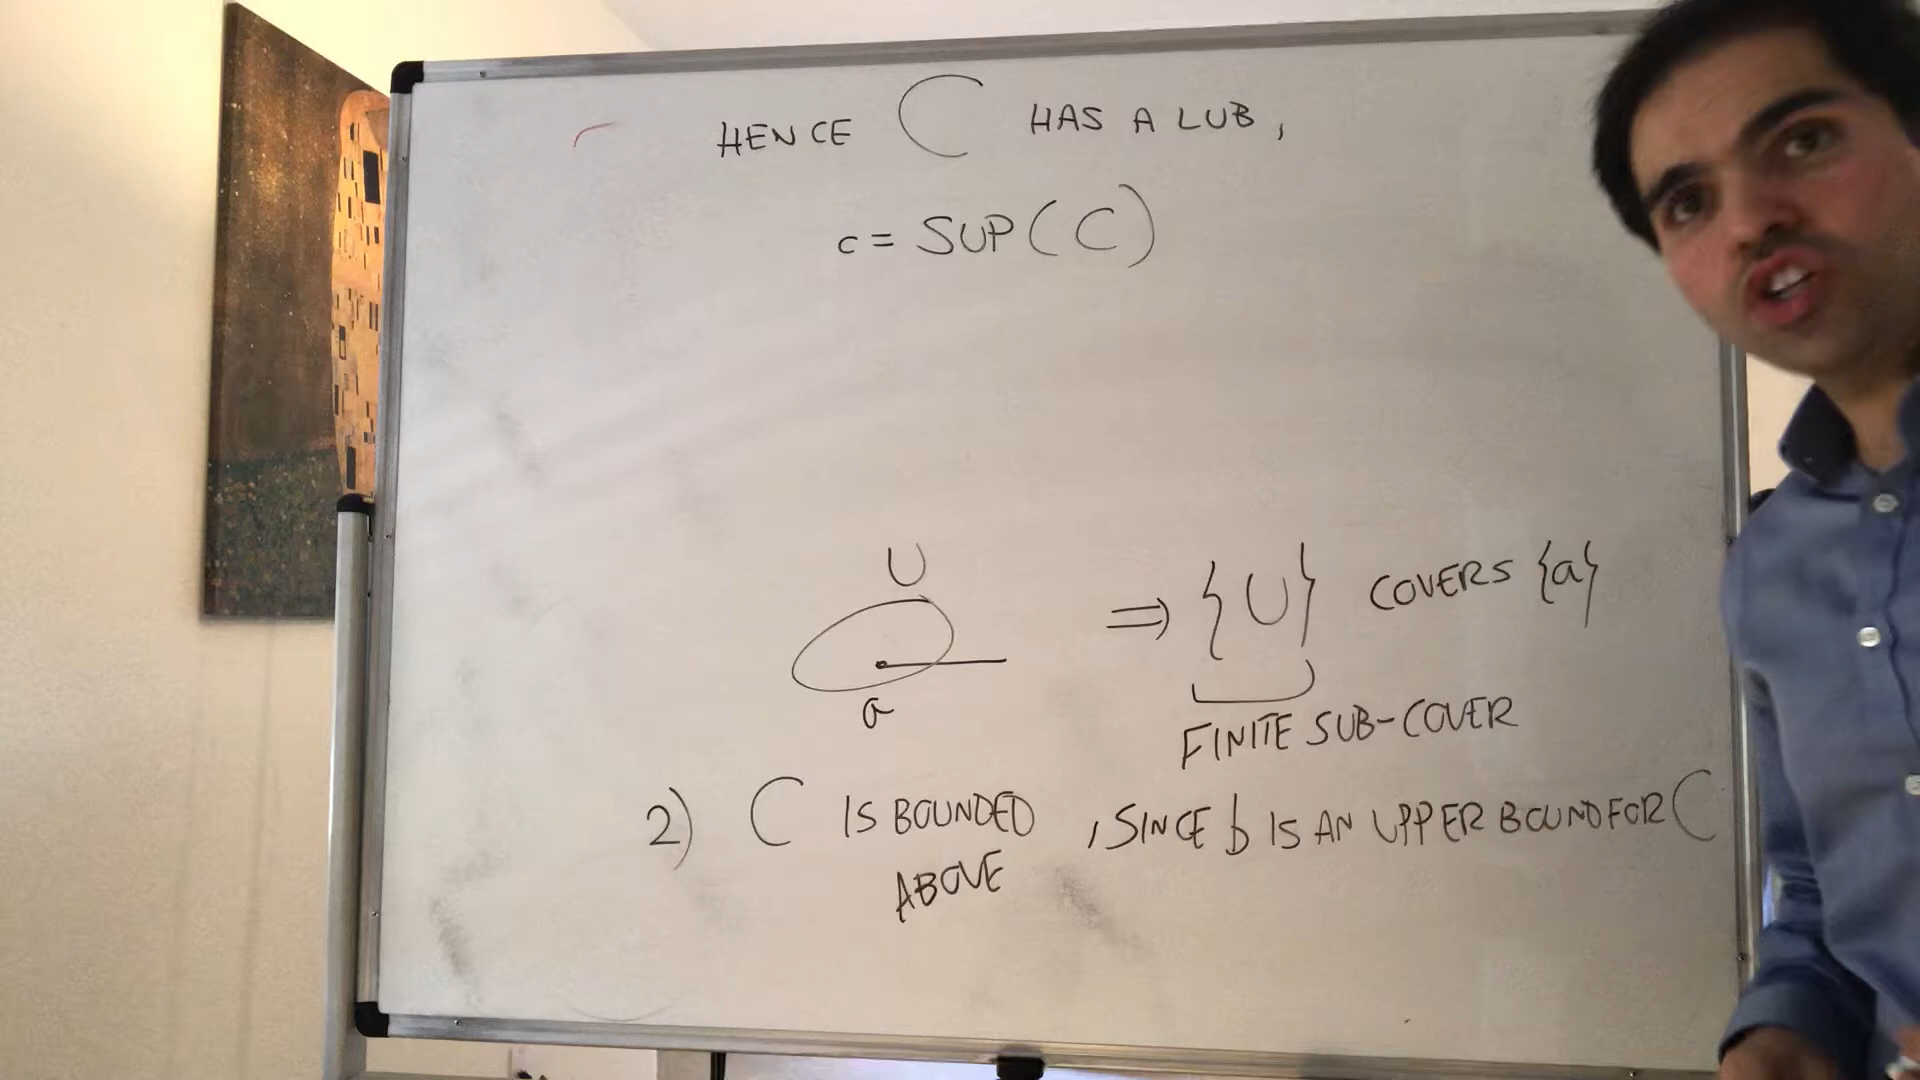 HENCE C HAS A LUB,
c = SUP(C)
U
a
⇒ {U} COVERS {a}
FINITE SUB-COVER
2) C IS BOUNDED ABOVE, SINCE b IS AN UPPER BOUND FOR C